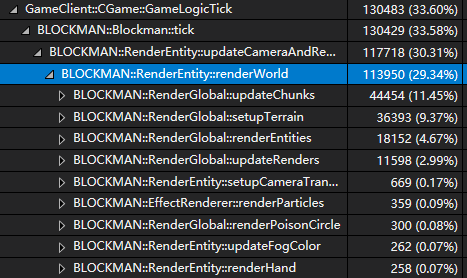 GameClient::CGame::GameLogicTick 130483 (33.60%)
BLOCKMAN::Blockman::tick 130429 (33.58%)
BLOCKMAN::RenderEntity::updateCameraAndRe... 117718 (30.31%)
BLOCKMAN::RenderEntity::renderWorld 113950 (29.34%)
BLOCKMAN::RenderGlobal::updateChunks 44454 (11.45%)
BLOCKMAN::RenderGlobal::setupTerrain 36393 (9.37%)
BLOCKMAN::RenderGlobal::renderEntities 18152 (4.67%)
BLOCKMAN::RenderGlobal::updateRenders 11598 (2.99%)
BLOCKMAN::RenderEntity::setupCameraTran... 669 (0.17%)
BLOCKMAN::EffectRenderer::renderParticles 359 (0.09%)
BLOCKMAN::RenderGlobal::renderPoisonCircle 300 (0.08%)
BLOCKMAN::RenderEntity::updateFogColor 262 (0.07%)
BLOCKMAN::RenderEntity::renderHand 258 (0.07%)